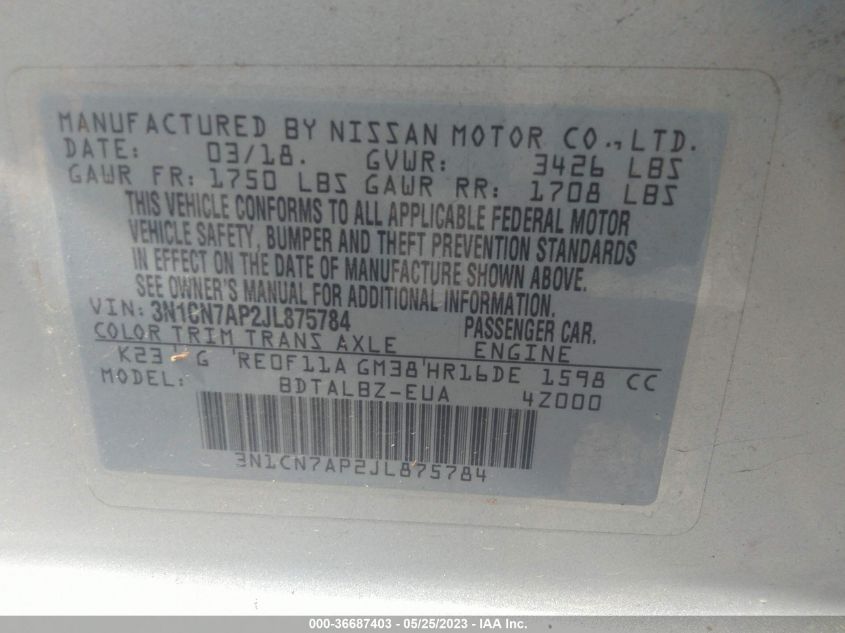 MANUFACTURED BY NISSAN MOTOR CO.,LTD.
DATE: 03/18. GVWR: 3426 LBS
GAWR FR: 1750 LBS GAWR RR: 1708 LBS
THIS VEHICLE CONFORMS TO ALL APPLICABLE FEDERAL MOTOR
VEHICLE SAFETY, BUMPER AND THEFT PREVENTION STANDARDS
IN EFFECT ON THE DATE OF MANUFACTURE SHOWN ABOVE.
SEE OWNER'S MANUAL FOR ADDITIONAL INFORMATION.
VIN: 3N1CN7AP2JL875784 PASSENGER CAR.
COLOR TRIM TRANS AXLE ENGINE
K23 ' G 'RE0F11A GM38'HR16DE 1598 CC
MODEL: BDTALBZ-EUA 4Z000
3N1CN7AP2JL875784
000-36687403 - 05/25/2023 - IAA Inc.